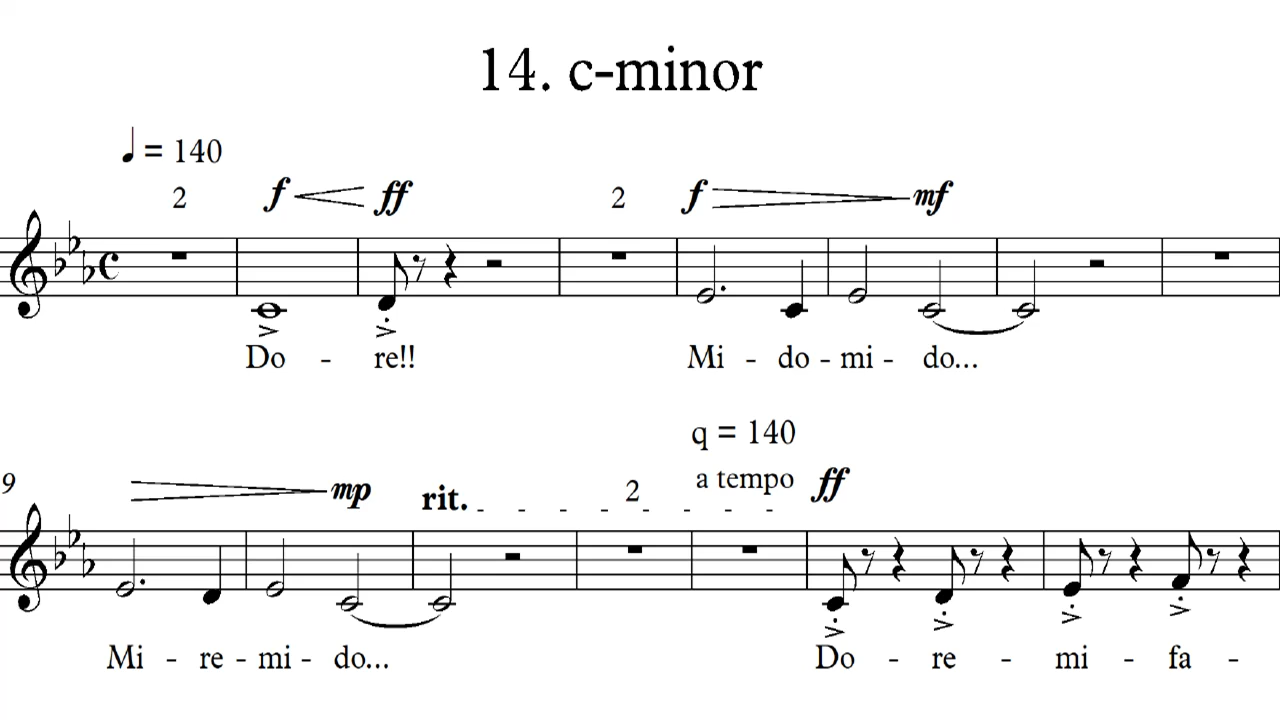 14. c-minor
= 140
2 f ff 2 f mf
Do - re!! Mi - do - mi - do...
q = 140
9 mp rit. 2 a tempo ff
Mi - re - mi - do... Do - re - mi - fa -